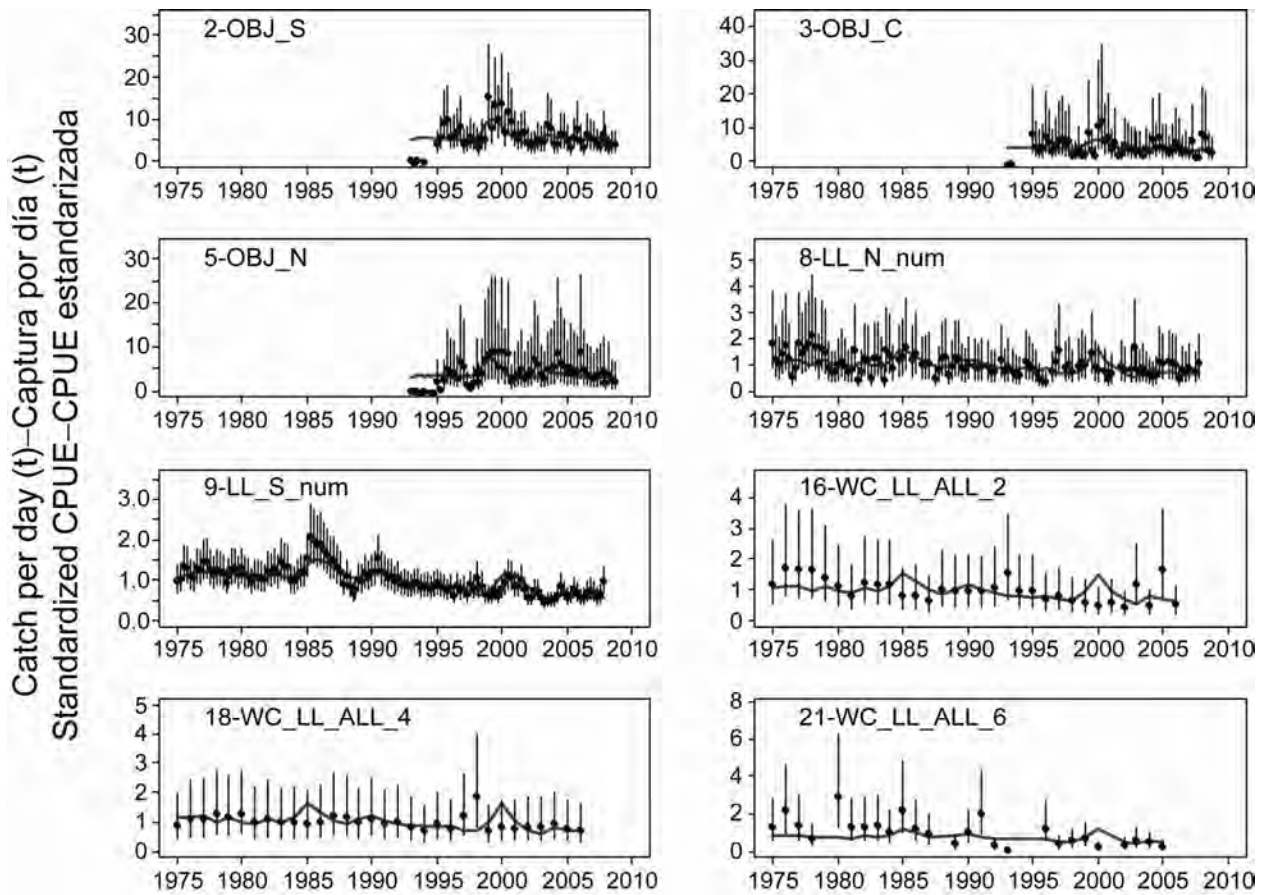 Catch per day (t)–Captura por día (t)
Standardized CPUE–CPUE estandarizada
2-OBJ_S
30
20
10
5
0
1975 1980 1985 1990 1995 2000 2005 2010
3-OBJ_C
40
30
20
10
5
0
1975 1980 1985 1990 1995 2000 2005 2010
5-OBJ_N
30
20
10
5
0
1975 1980 1985 1990 1995 2000 2005 2010
8-LL_N_num
5
4
3
2
1
0
1975 1980 1985 1990 1995 2000 2005 2010
9-LL_S_num
3.0
2.0
1.0
0.0
1975 1980 1985 1990 1995 2000 2005 2010
16-WC_LL_ALL_2
4
3
2
1
0
1975 1980 1985 1990 1995 2000 2005 2010
18-WC_LL_ALL_4
5
4
3
2
1
0
1975 1980 1985 1990 1995 2000 2005 2010
21-WC_LL_ALL_6
8
6
4
2
0
1975 1980 1985 1990 1995 2000 2005 2010